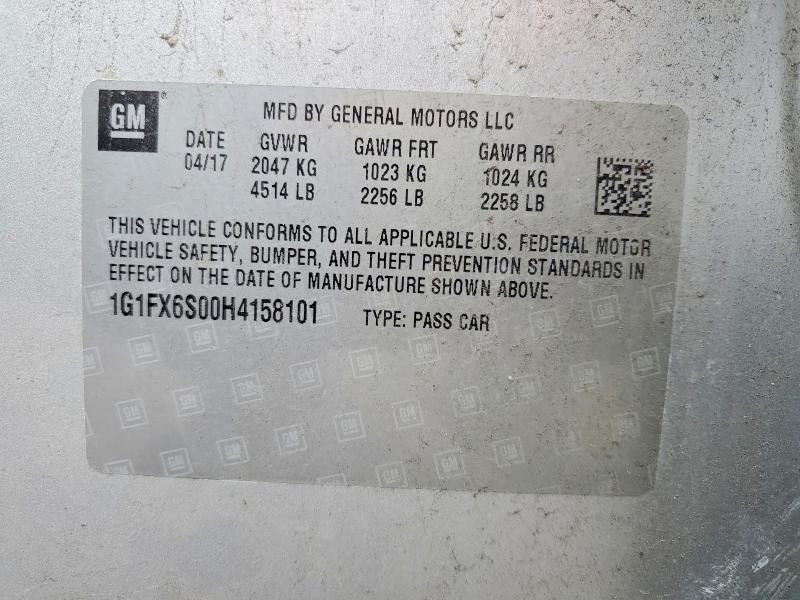 GM
MFD BY GENERAL MOTORS LLC
DATE GVWR GAWR FRT GAWR RR
04/17 2047 KG 1023 KG 1024 KG
4514 LB 2256 LB 2258 LB
THIS VEHICLE CONFORMS TO ALL APPLICABLE U.S. FEDERAL MOTOR
VEHICLE SAFETY, BUMPER, AND THEFT PREVENTION STANDARDS IN
EFFECT ON THE DATE OF MANUFACTURE SHOWN ABOVE.
1G1FX6S00H4158101 TYPE: PASS CAR